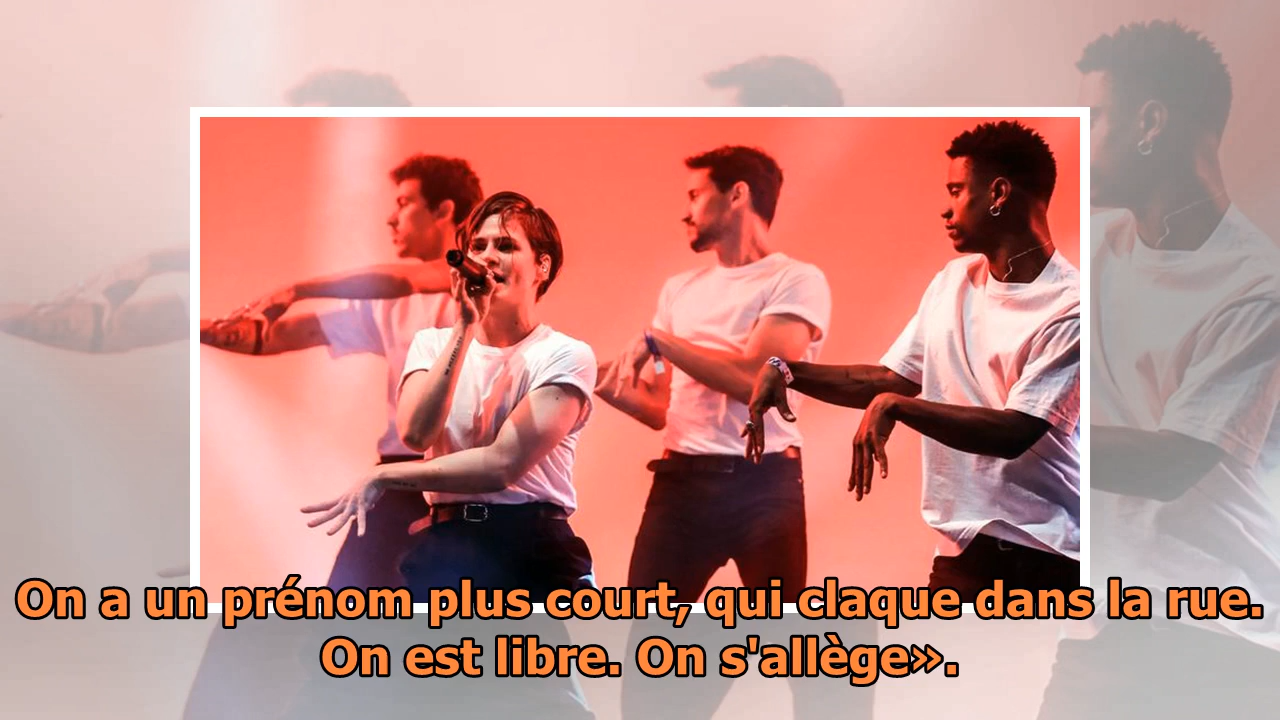 On a un prénom plus court, qui claque dans la rue.
On est libre. On s'allège».